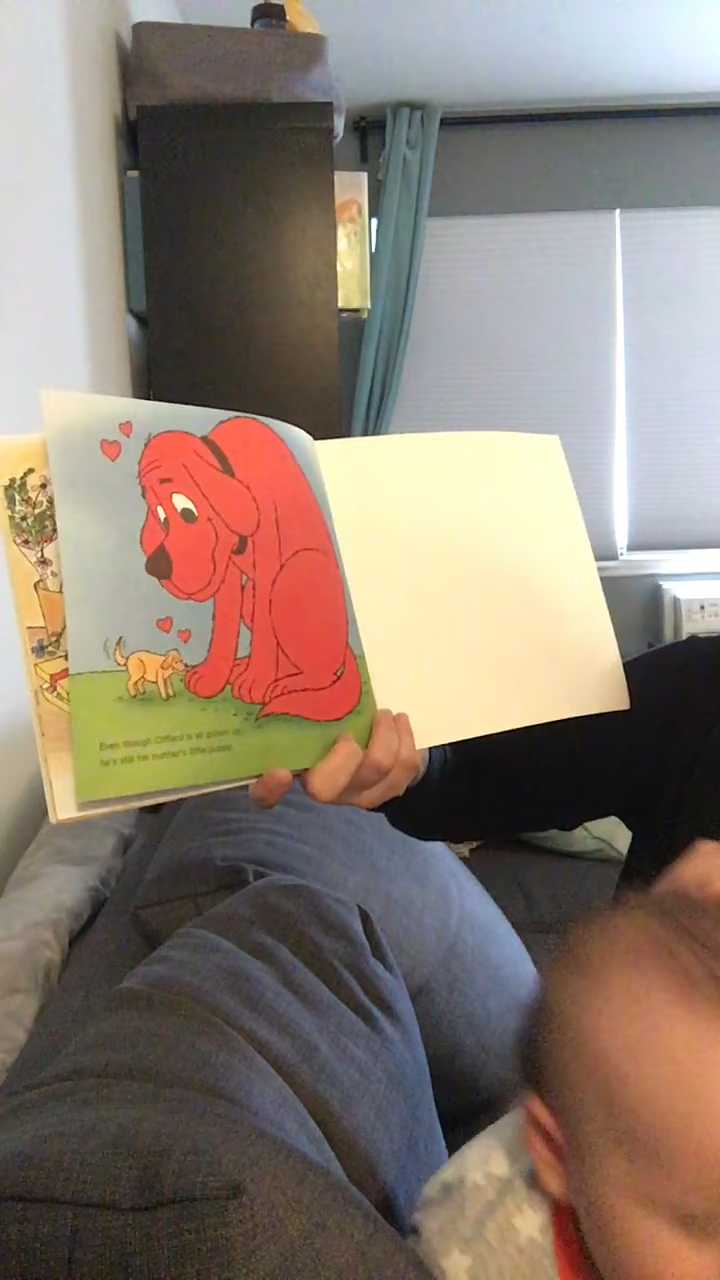 Even though Clifford is all grown up,
he's still his mother's little puppy.